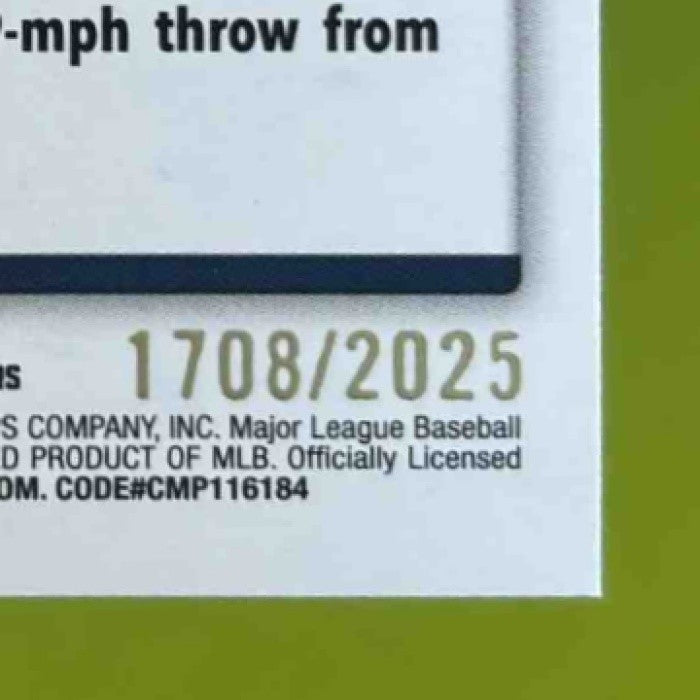 -mph throw from
1708/2025
S COMPANY, INC. Major League Baseball
D PRODUCT OF MLB. Officially Licensed
OM. CODE#CMP116184